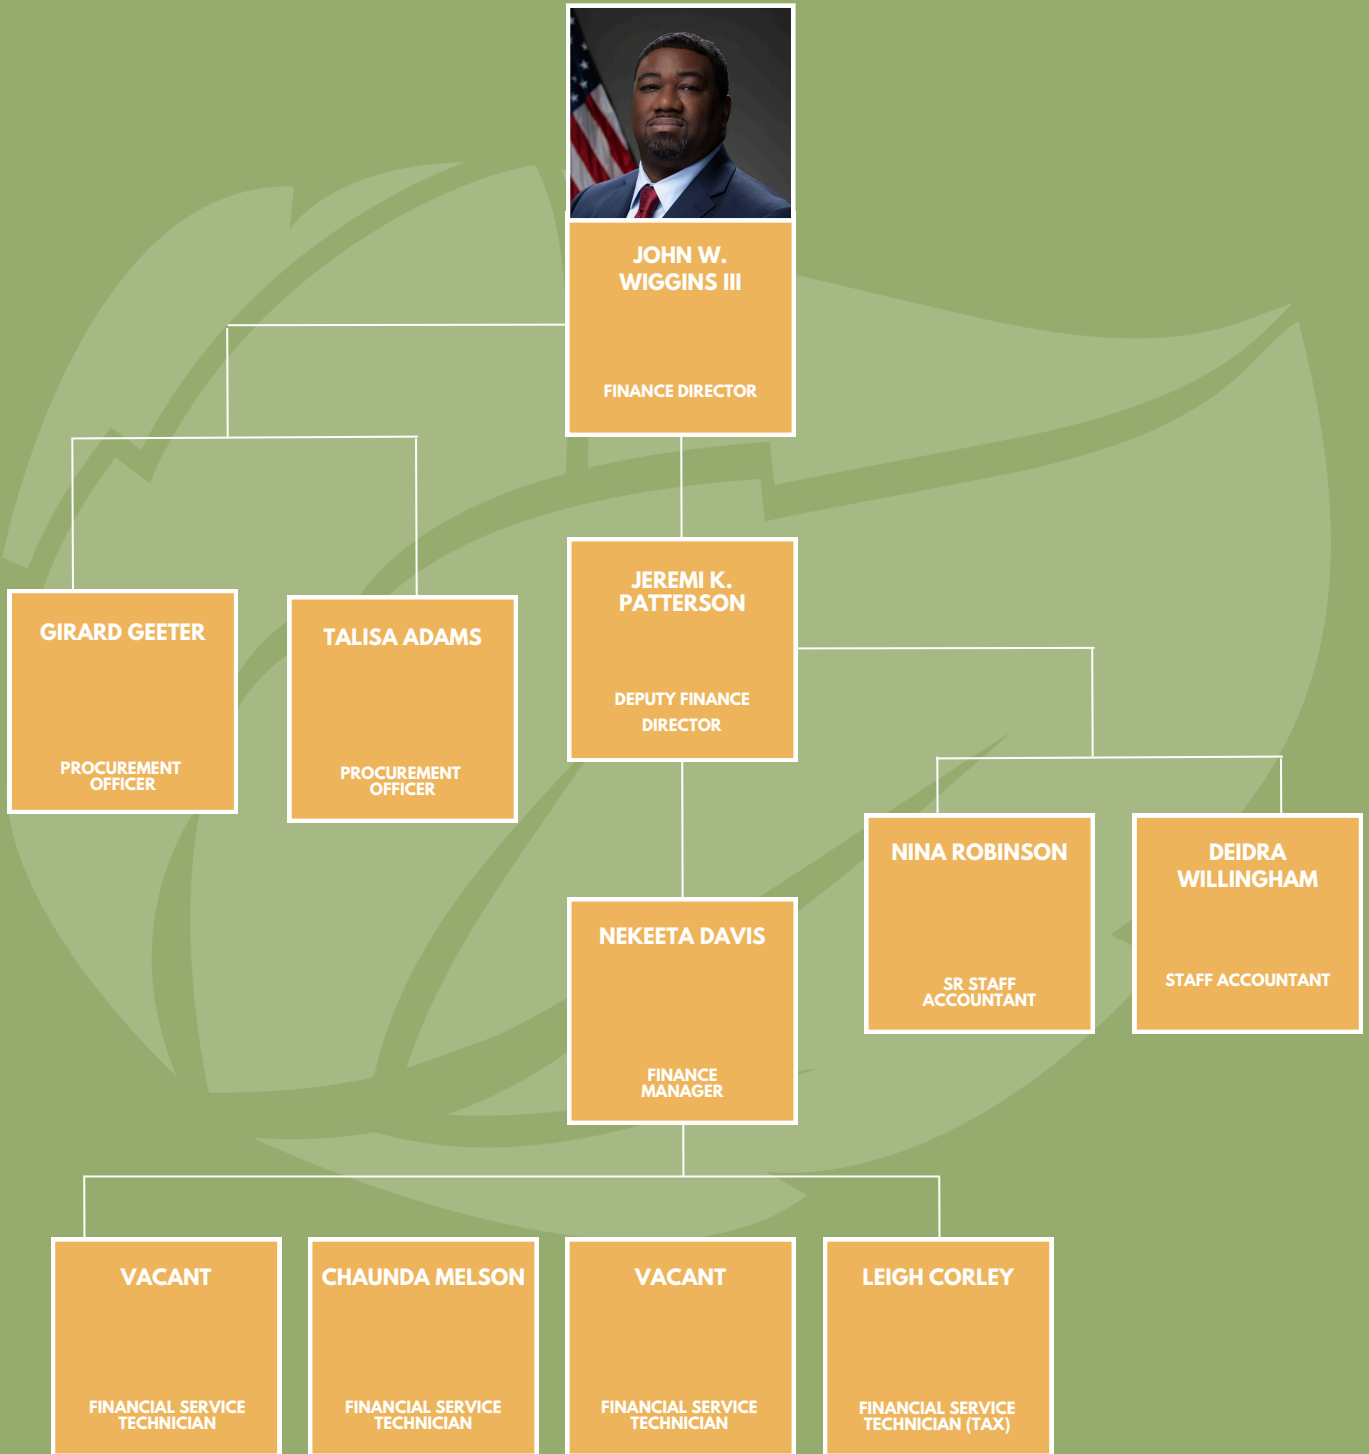 JOHN W.
WIGGINS III
FINANCE DIRECTOR
JEREMI K.
PATTERSON
DEPUTY FINANCE
DIRECTOR
GIRARD GEETER
PROCUREMENT
OFFICER
TALISA ADAMS
PROCUREMENT
OFFICER
NINA ROBINSON
SR STAFF
ACCOUNTANT
DEIDRA
WILLINGHAM
STAFF ACCOUNTANT
NEKEETA DAVIS
FINANCE
MANAGER
VACANT
FINANCIAL SERVICE
TECHNICIAN
CHAUNDA MELSON
FINANCIAL SERVICE
TECHNICIAN
VACANT
FINANCIAL SERVICE
TECHNICIAN
LEIGH CORLEY
FINANCIAL SERVICE
TECHNICIAN (TAX)